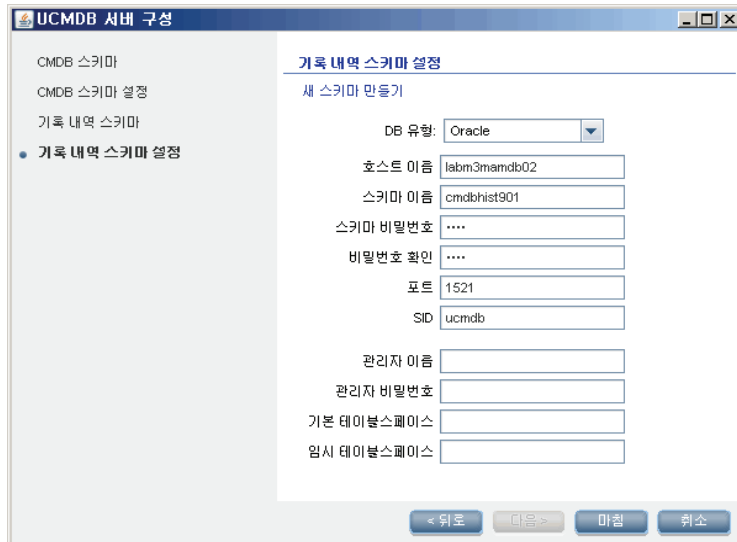 UCMDB 서버 구성
CMDB 스키마
CMDB 스키마 설정
기록 내역 스키마
기록 내역 스키마 설정
기록 내역 스키마 설정
새 스키마 만들기
DB 유형: Oracle
호스트 이름 labm3mamdb02
스키마 이름 cmdbhist901
스키마 비밀번호 ····
비밀번호 확인 ····
포트 1521
SID ucmdb
관리자 이름
관리자 비밀번호
기본 테이블스페이스
임시 테이블스페이스
< 뒤로 다음 > 마침 취소